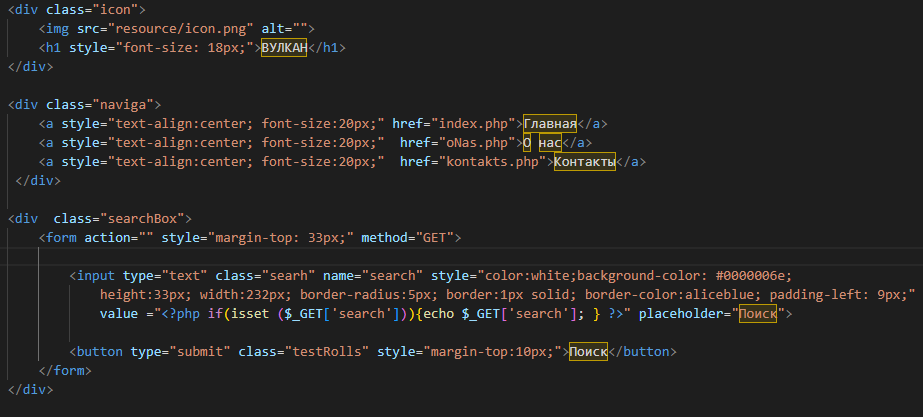 <div class="icon">
<img src="resource/icon.png" alt="">
<h1 style="font-size: 18px;">ВУЛКАН</h1>
</div>
<div class="naviga">
<a style="text-align:center; font-size:20px;" href="index.php">Главная</a>
<a style="text-align:center; font-size:20px;"  href="oNas.php">О нас</a>
<a style="text-align:center; font-size:20px;"  href="kontakts.php">Контакты</a>
</div>
<div  class="searchBox">
<form action="" style="margin-top: 33px;" method="GET">
<input type="text" class="searh" name="search" style="color:white;background-color: #0000006e;
height:33px; width:232px; border-radius:5px; border:1px solid; border-color:aliceblue; padding-left: 9px;"
value ="<?php if(isset ($_GET['search'])){echo $_GET['search']; } ?>" placeholder="Поиск">
<button type="submit" class="testRolls" style="margin-top:10px;">Поиск</button>
</form>
</div>